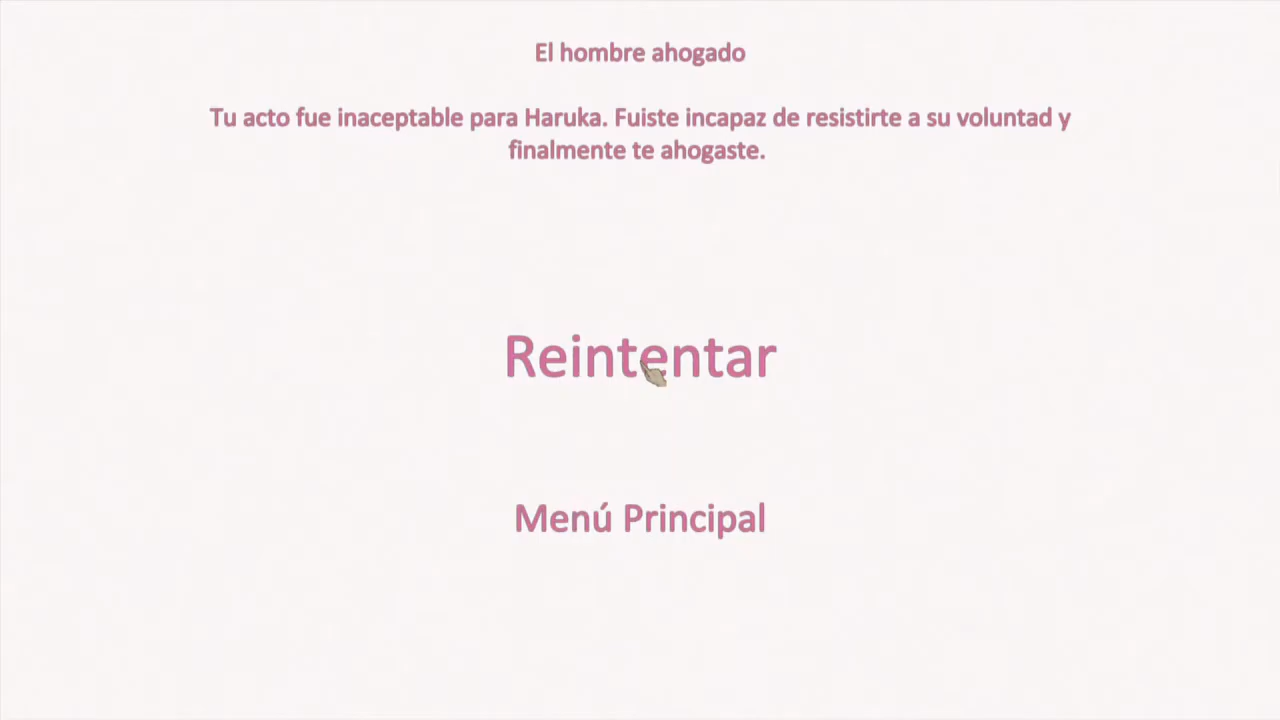 El hombre ahogado
Tu acto fue inaceptable para Haruka. Fuiste incapaz de resistirte a su voluntad y
finalmente te ahogaste.
Reintentar
Menú Principal